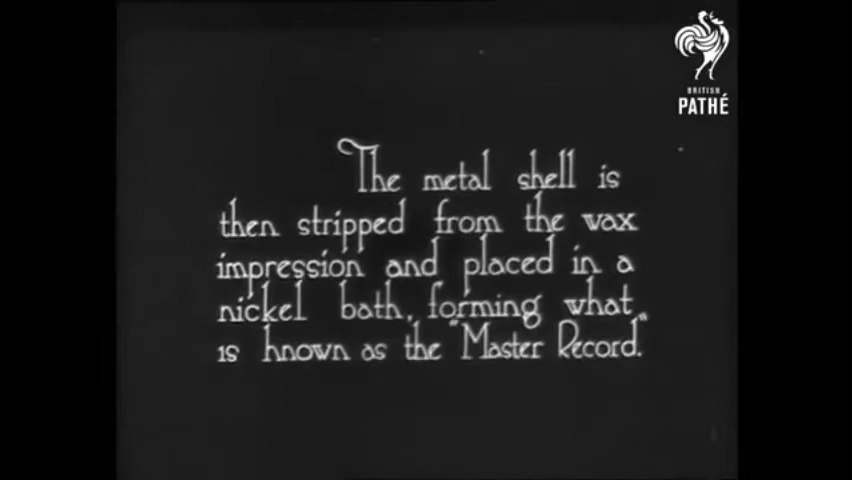 BRITISH
PATHÉ
The metal shell is
then stripped from the wax
impression and placed in a
nickel bath, forming what
is known as the "Master Record."